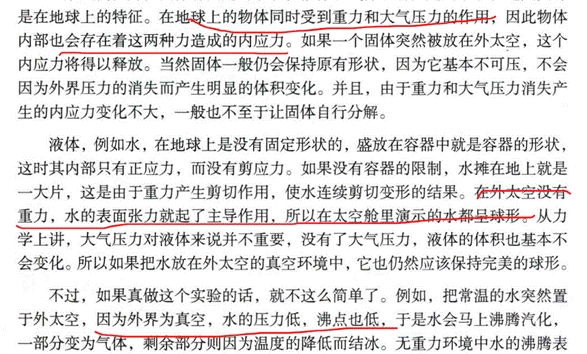 是在地球上的特征。在地球上的物体同时受到重力和大气压力的作用，因此物体
内部也会存在着这两种力造成的内应力。如果一个固体突然被放在外太空，这个
内应力将得以释放。当然固体一般仍会保持原有形状，因为它基本不可压，不会
因为外界压力的消失而产生明显的体积变化。并且，由于重力和大气压力消失产
生的内应力变化不大，一般也不至于让固体自行分解。
液体，例如水，在地球上是没有固定形状的，盛放在容器中就是容器的形状，
这时其内部只有正应力，而没有剪应力。如果没有容器的限制，水摊在地上就是
一大片，这是由于重力产生剪切作用，使水连续剪切变形的结果。在外太空没有
重力，水的表面张力就起了主导作用，所以在太空舱里演示的水都呈球形。从力
学上讲，大气压力对液体来说并不重要，没有了大气压力，液体的体积也基本不
会变化。所以如果把水放在外太空的真空环境中，它也仍然应该保持完美的球形。
不过，如果真做这个实验的话，就不这么简单了。例如，把常温的水突然置
于外太空，因为外界为真空，水的压力低，沸点也低，于是水会马上沸腾汽化，
一部分变为气体，剩余部分则因为温度的降低而结冰。无重力环境中水的沸腾表